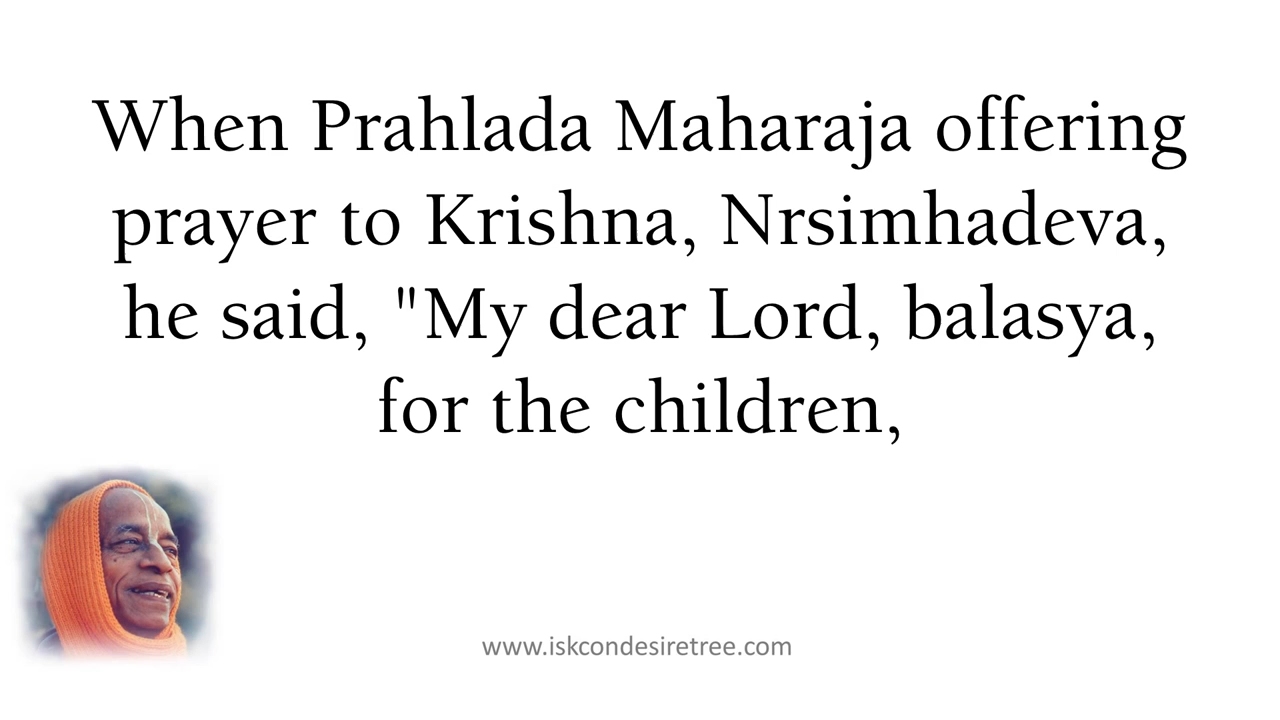 When Prahlada Maharaja offering
prayer to Krishna, Nrsimhadeva,
he said, "My dear Lord, balasya,
for the children,
www.iskcondesiretree.com